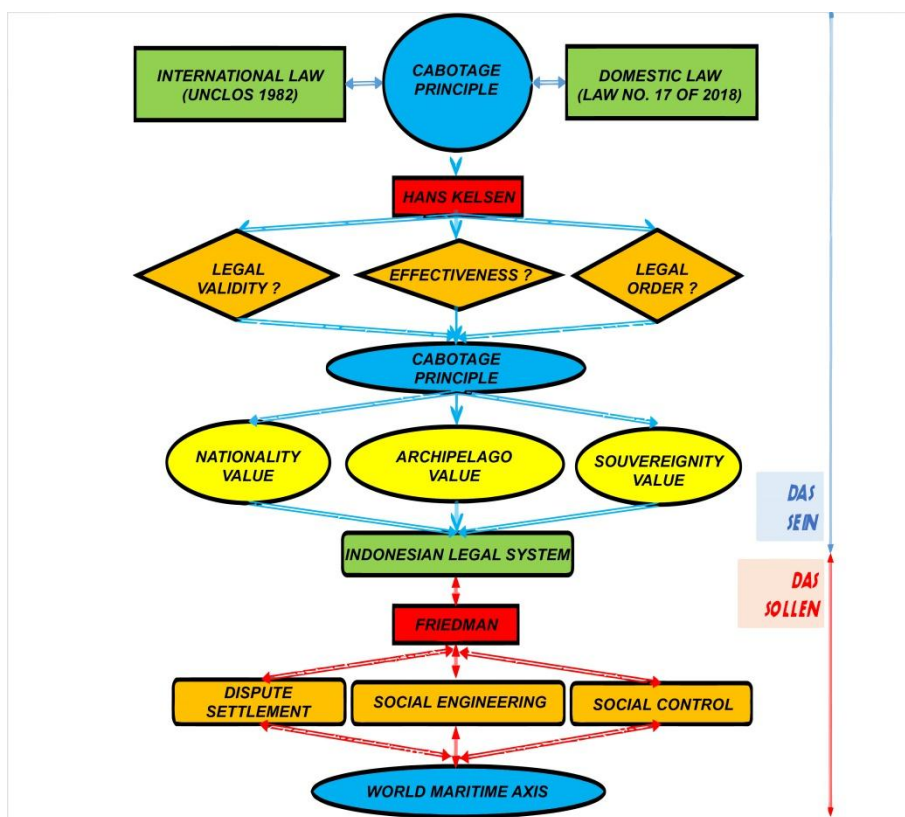 INTERNATIONAL LAW
(UNCLOS 1982)
CABOTAGE
PRINCIPLE
DOMESTIC LAW
(LAW NO. 17 OF 2018)
HANS KELSEN
LEGAL
VALIDITY ?
EFFECTIVENESS ?
LEGAL
ORDER ?
CABOTAGE
PRINCIPLE
NATIONALITY
VALUE
ARCHIPELAGO
VALUE
SOUVEREIGNITY
VALUE
DAS
SEIN
INDONESIAN LEGAL SYSTEM
DAS
SOLLEN
FRIEDMAN
DISPUTE
SETTLEMENT
SOCIAL ENGINEERING
SOCIAL CONTROL
WORLD MARITIME AXIS